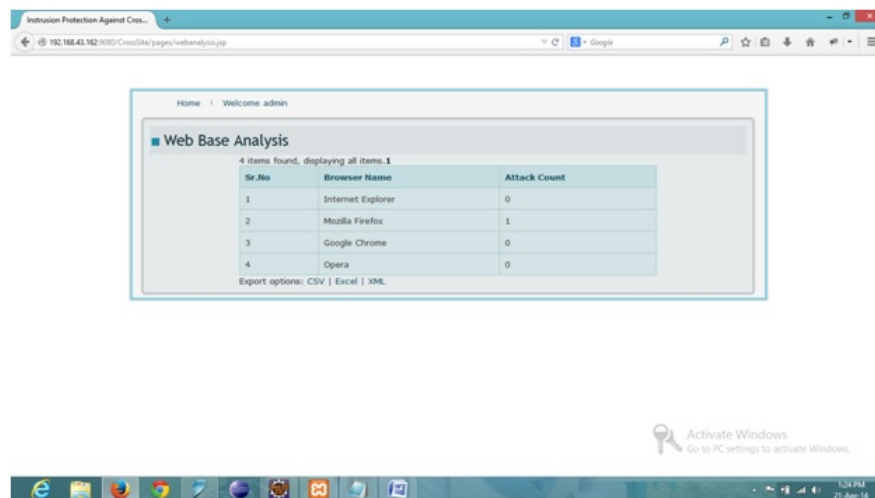 Instrusion Protection Against Cros...
192.168.43.162:9080/CrossSite/pages/webanalysis.jsp
Google
Home | Welcome admin
Web Base Analysis
4 items found, displaying all items.1
Sr.No Browser Name Attack Count
1 Internet Explorer 0
2 Mozilla Firefox 1
3 Google Chrome 0
4 Opera 0
Export options: CSV | Excel | XML
Activate Windows
Go to PC settings to activate Windows.
1:24 PM
21-Apr-14